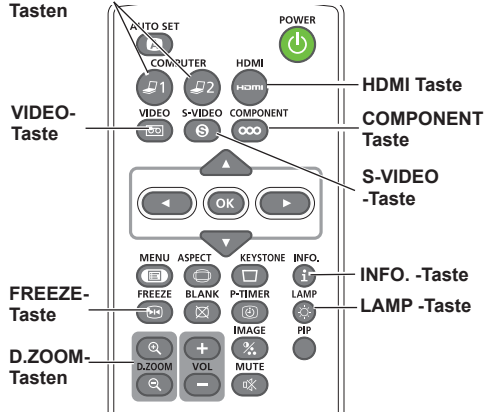 Tasten
AUTO SET
POWER
A
COMPUTER
HDMI
1
2
HDMI
HDMI Taste
VIDEO-
Taste
VIDEO
S-VIDEO
COMPONENT
S
COMPONENT
Taste
S-VIDEO
-Taste
OK
MENU
ASPECT
KEYSTONE
INFO.
i
INFO. -Taste
FREEZE-
Taste
FREEZE
BLANK
P-TIMER
LAMP
LAMP -Taste
IMAGE
PIP
D.ZOOM-
Tasten
D.ZOOM
+
VOL
–
MUTE